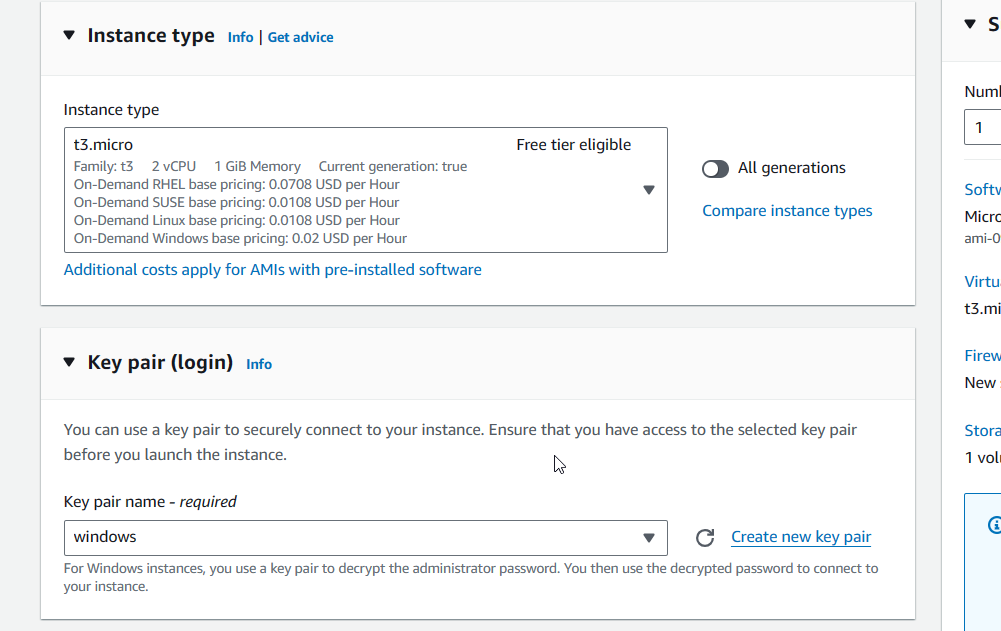 Instance type Info | Get advice
Instance type
t3.micro Free tier eligible
Family: t3 2 vCPU 1 GiB Memory Current generation: true
On-Demand RHEL base pricing: 0.0708 USD per Hour
On-Demand SUSE base pricing: 0.0108 USD per Hour
On-Demand Linux base pricing: 0.0108 USD per Hour
On-Demand Windows base pricing: 0.02 USD per Hour
All generations
Compare instance types
Additional costs apply for AMIs with pre-installed software
Key pair (login) Info
You can use a key pair to securely connect to your instance. Ensure that you have access to the selected key pair
before you launch the instance.
Key pair name - required
windows
Create new key pair
For Windows instances, you use a key pair to decrypt the administrator password. You then use the decrypted password to connect to
your instance.
1
t3.mi
New
1 vol